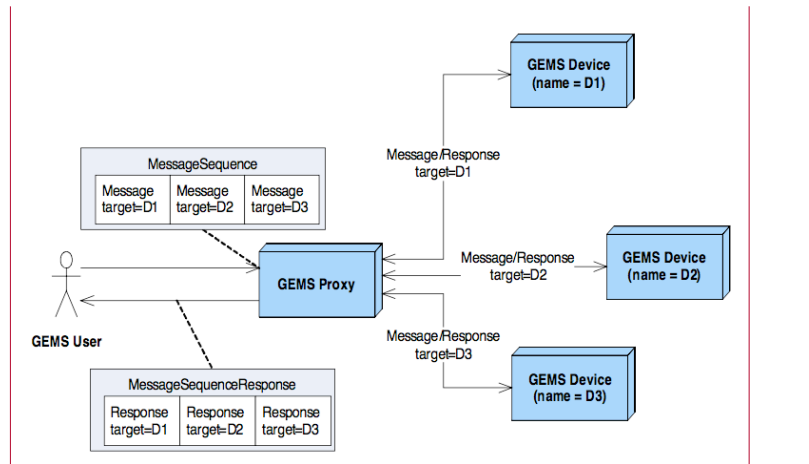 GEMS Device
(name = D1)
Message/Response
target=D1
MessageSequence
Message Message Message
target=D1 target=D2 target=D3
GEMS Proxy
Message/Response
target=D2
GEMS Device
(name = D2)
GEMS User
Message/Response
target=D3
GEMS Device
(name = D3)
MessageSequenceResponse
Response Response Response
target=D1 target=D2 target=D3